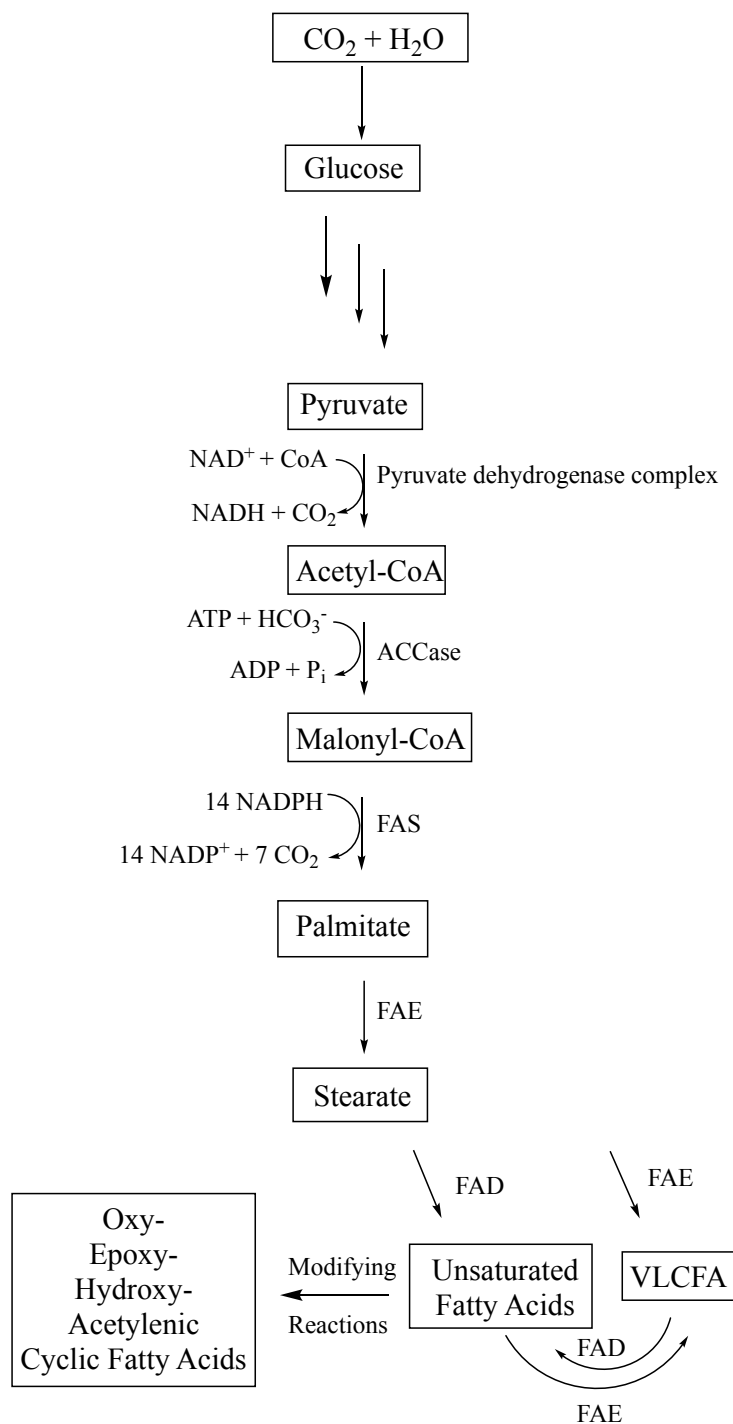 CO₂ + H₂O
Glucose
Pyruvate
NAD⁺ + CoA
Pyruvate dehydrogenase complex
NADH + CO₂
Acetyl-CoA
ATP + HCO₃⁻
ACCase
ADP + Pᵢ
Malonyl-CoA
14 NADPH
FAS
14 NADP⁺ + 7 CO₂
Palmitate
FAE
Stearate
FAD
FAE
Oxy-
Epoxy-
Hydroxy-
Acetylenic
Cyclic Fatty Acids
Modifying
Reactions
Unsaturated
Fatty Acids
VLCFA
FAD
FAE